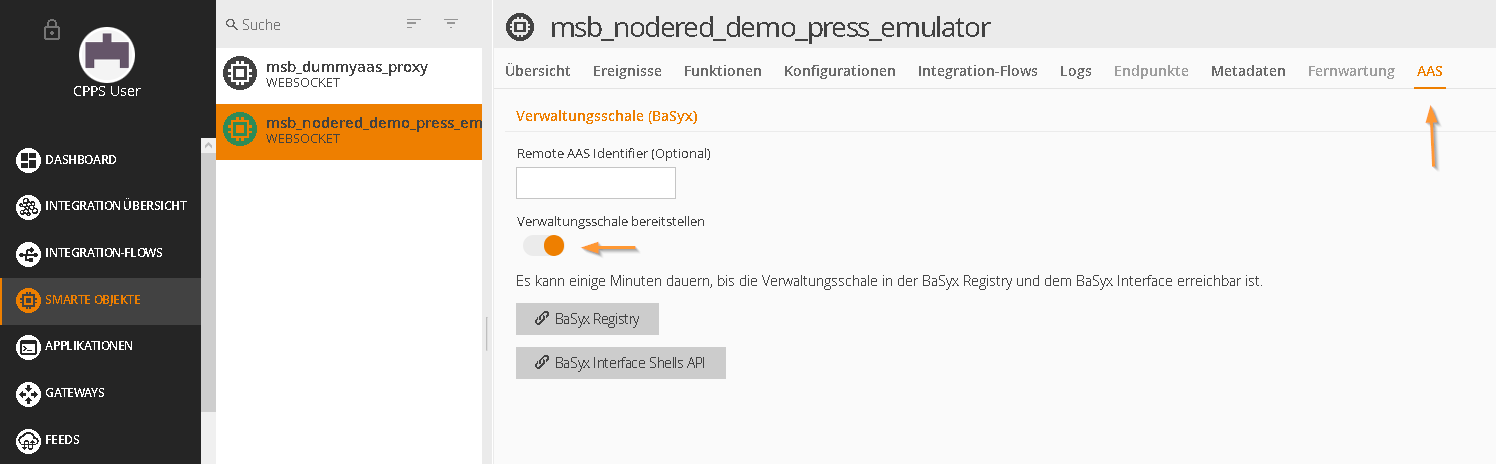 CPPS User
DASHBOARD
INTEGRATION ÜBERSICHT
INTEGRATION-FLOWS
SMARTE OBJEKTE
APPLIKATIONEN
GATEWAYS
FEEDS
Suche
msb_dummyaas_proxy
WEBSOCKET
msb_nodered_demo_press_em
WEBSOCKET
msb_nodered_demo_press_emulator
Übersicht Ereignisse Funktionen Konfigurationen Integration-Flows Logs Endpunkte Metadaten Fernwartung AAS
Verwaltungsschale (BaSyx)
Remote AAS Identifier (Optional)
Verwaltungsschale bereitstellen
Es kann einige Minuten dauern, bis die Verwaltungsschale in der BaSyx Registry und dem BaSyx Interface erreichbar ist.
BaSyx Registry
BaSyx Interface Shells API